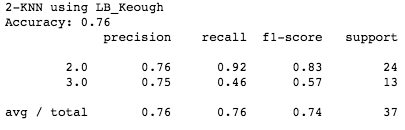 2-KNN using LB_Keough
Accuracy: 0.76
precision recall f1-score support
2.0 0.76 0.92 0.83 24
3.0 0.75 0.46 0.57 13
avg / total 0.76 0.76 0.74 37